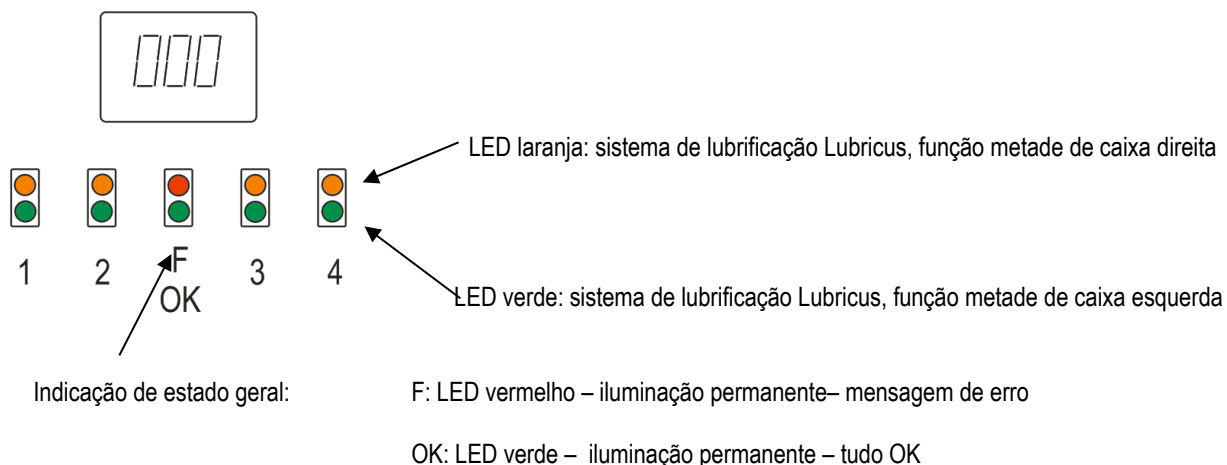 000
LED laranja: sistema de lubrificação Lubricus, função metade de caixa direita
1 2 F 3 4
OK
LED verde: sistema de lubrificação Lubricus, função metade de caixa esquerda
Indicação de estado geral: F: LED vermelho – iluminação permanente– mensagem de erro
OK: LED verde – iluminação permanente – tudo OK